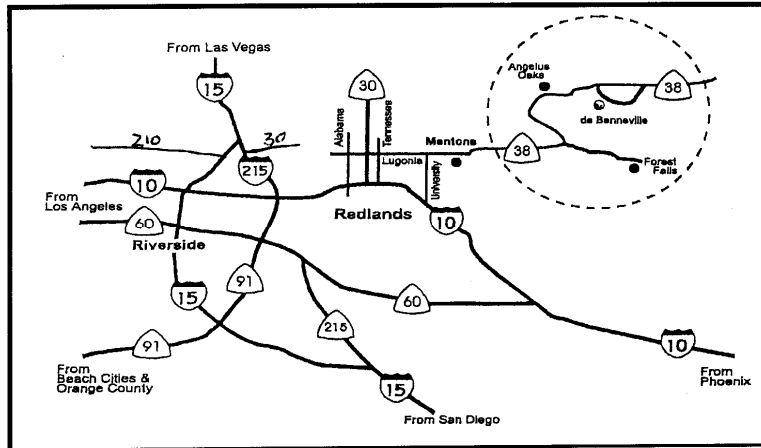 From Las Vegas
15
210
30
215
10
From
Los Angeles
60
Riverside
15
91
91
From
Beach Cities &
Orange County
215
15
From San Diego
60
30
Alabama
Tennessee
Lugonia
University
Mentone
Redlands
10
38
Angelus
Oaks
38
de Benneville
Forest
Falls
10
From
Phoenix